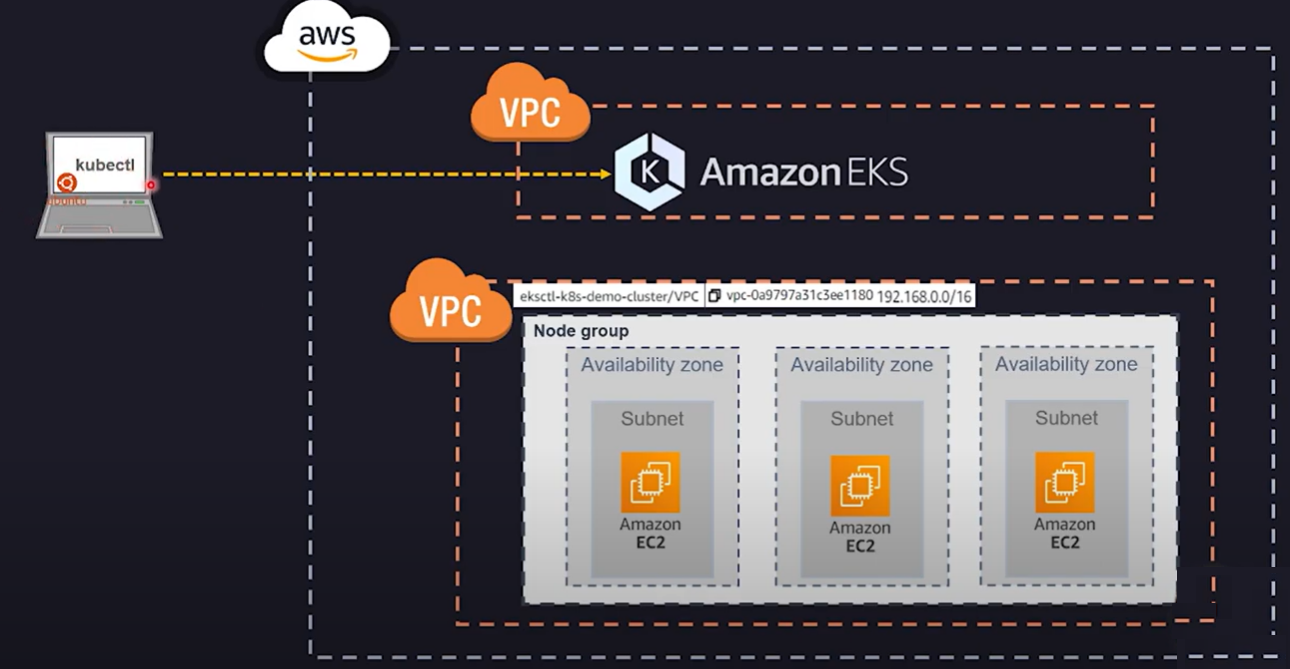 aws
VPC
kubectl
ubuntu
K
Amazon EKS
VPC
eksctl-k8s-demo-cluster/VPC vpc-0a9797a31c3ee1180 192.168.0.0/16
Node group
Availability zone Availability zone Availability zone
Subnet Subnet Subnet
Amazon Amazon Amazon
EC2 EC2 EC2